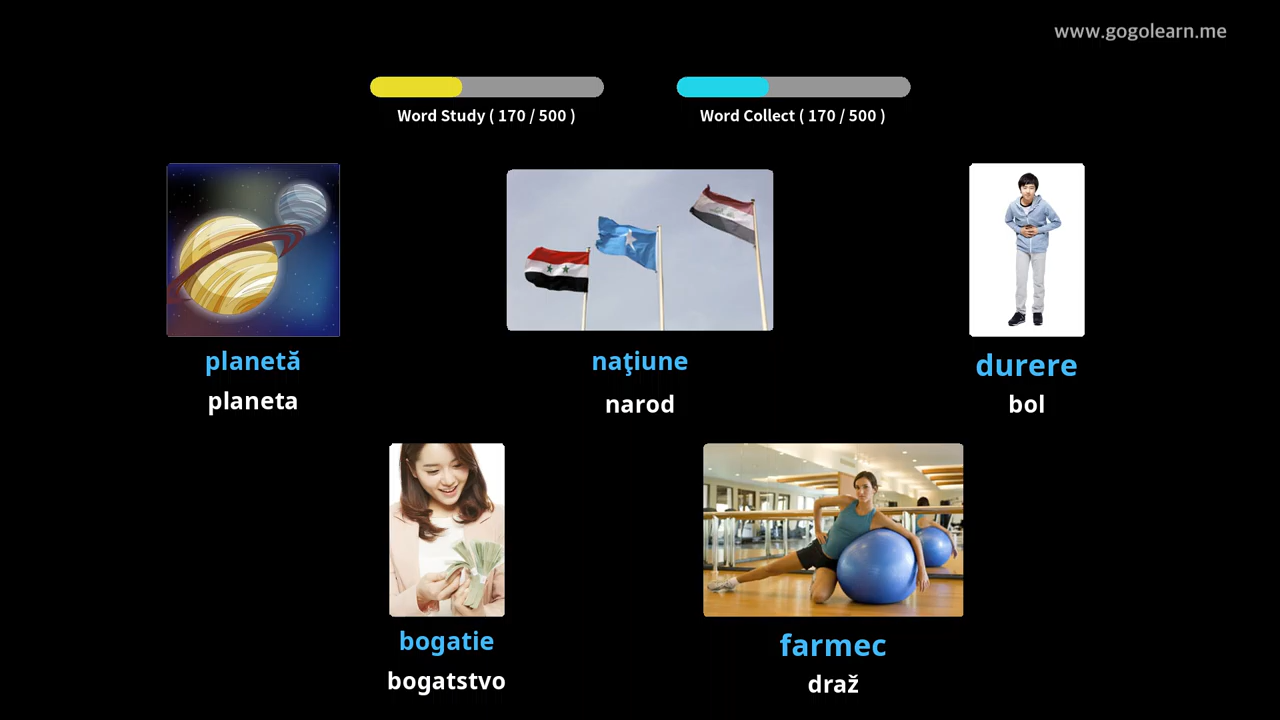 www.gogolearn.me
Word Study ( 170 / 500 )
Word Collect ( 170 / 500 )
planetă
naţiune
durere
planeta
narod
bol
bogatie
farmec
bogatstvo
draž